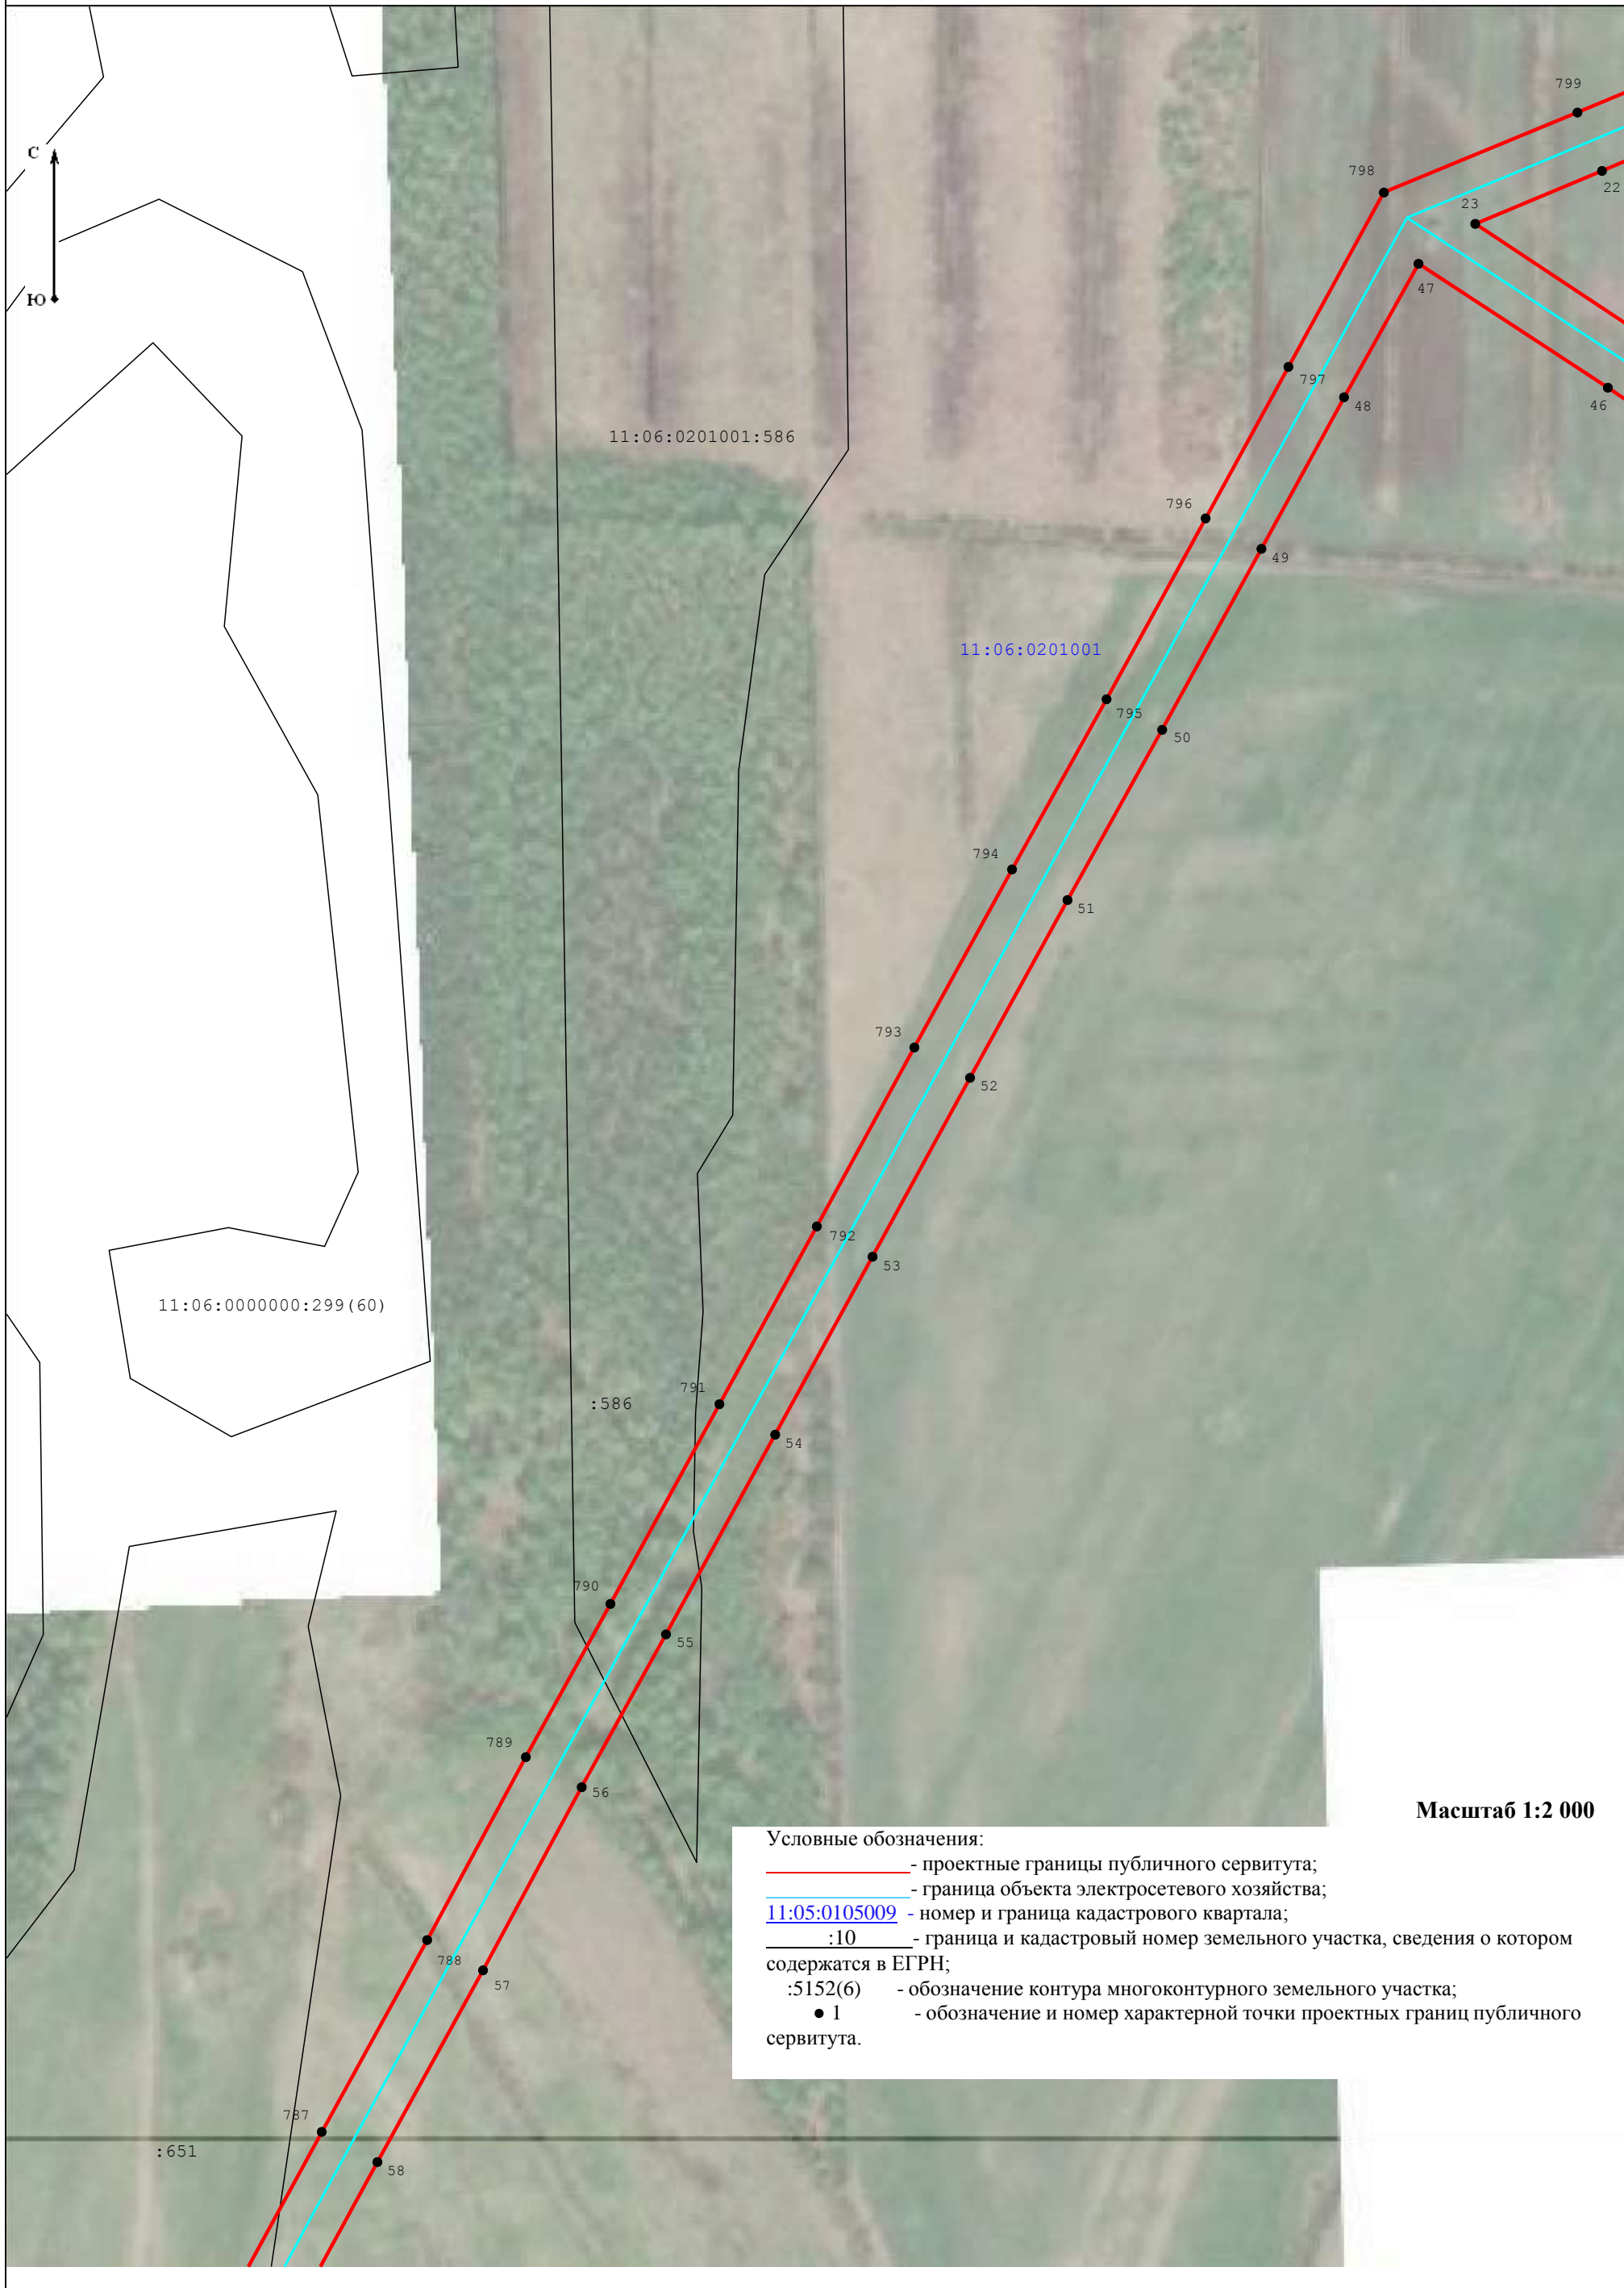 799
С
798
22
23
47
Ю
797
46
48
11:06:0201001:586
796
49
11:06:0201001
795
50
794
51
793
52
792
53
11:06:0000000:299(60)
791
:586
54
790
55
789
56
Масштаб 1:2 000
Условные обозначения:
- проектные границы публичного сервитута;
- граница объекта электросетевого хозяйства;
11:05:0105009 - номер и граница кадастрового квартала;
:10 - граница и кадастровый номер земельного участка, сведения о котором
содержатся в ЕГРН;
788
57
:5152(6) - обозначение контура многоконтурного земельного участка;
● 1 - обозначение и номер характерной точки проектных границ публичного
сервитута.
787
:651
58